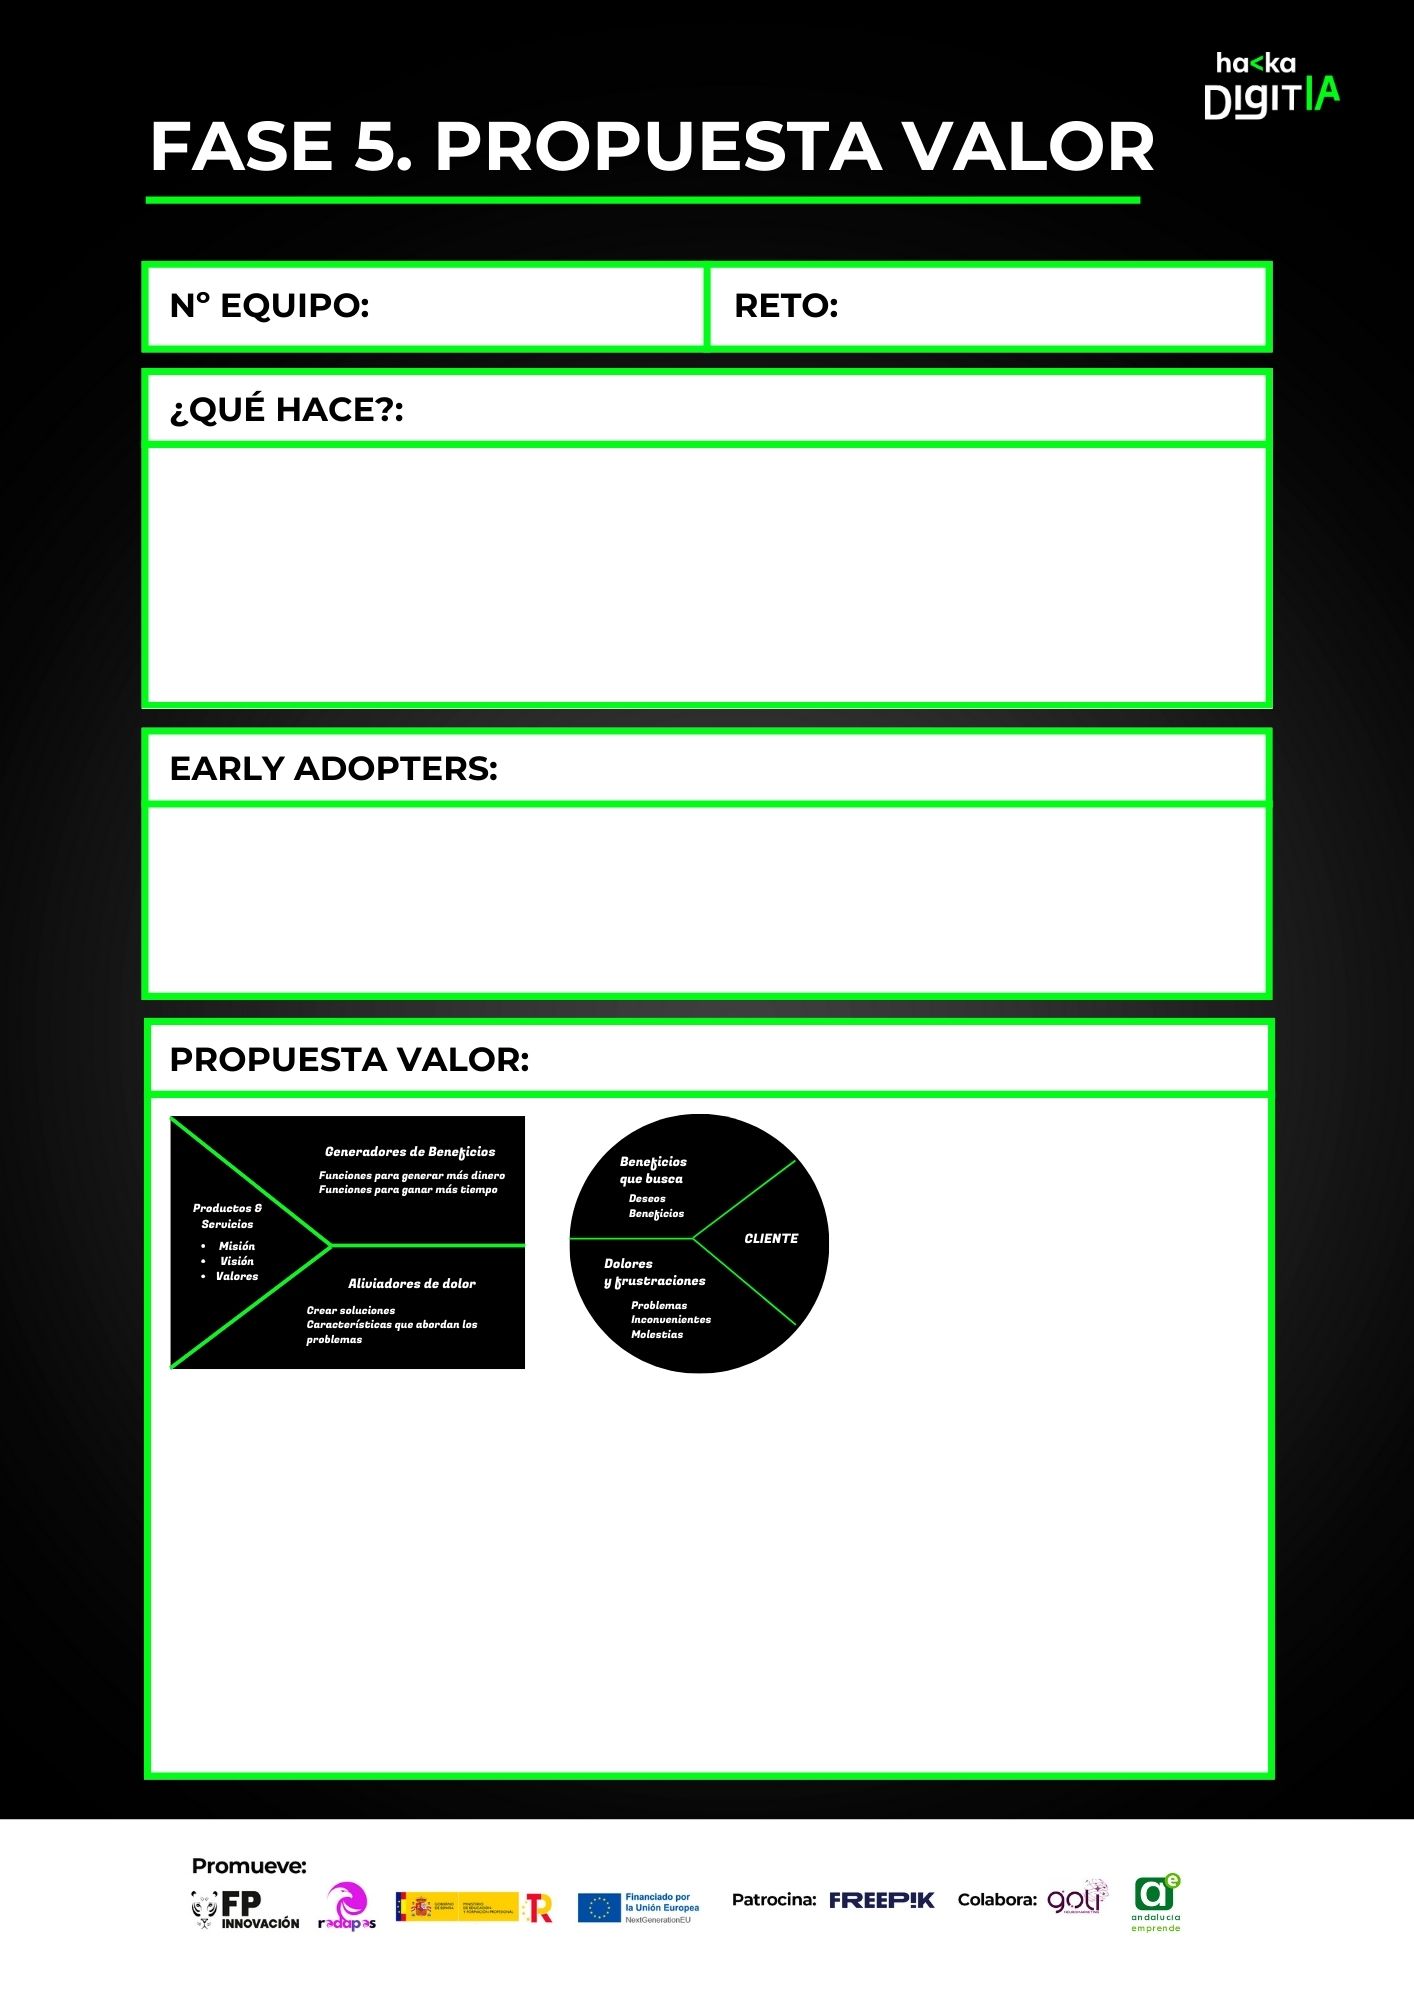 ha<ka
DIgITIA
FASE 5. PROPUESTA VALOR
Nº EQUIPO:
RETO:
¿QUÉ HACE?:
EARLY ADOPTERS:
PROPUESTA VALOR:
Generadores de Beneficios
Funciones para generar más dinero
Funciones para ganar más tiempo
Productos &
Servicios
• Misión
• Visión
• Valores
Aliviadores de dolor
Crear soluciones
Características que abordan los
problemas
Beneficios
que busca
Deseos
Beneficios
CLIENTE
Dolores
y frustraciones
Problemas
Inconvenientes
Molestias
Promueve:
FP
INNOVACIÓN
radapas
GOBIERNO
DE ESPAÑA
MINISTERIO
DE EDUCACIÓN
Y FORMACIÓN PROFESIONAL
TR
Financiado por
la Unión Europea
NextGenerationEU
Patrocina:
FREEP!K
Colabora:
goli
NEUROMARKETING
andalucía
emprende